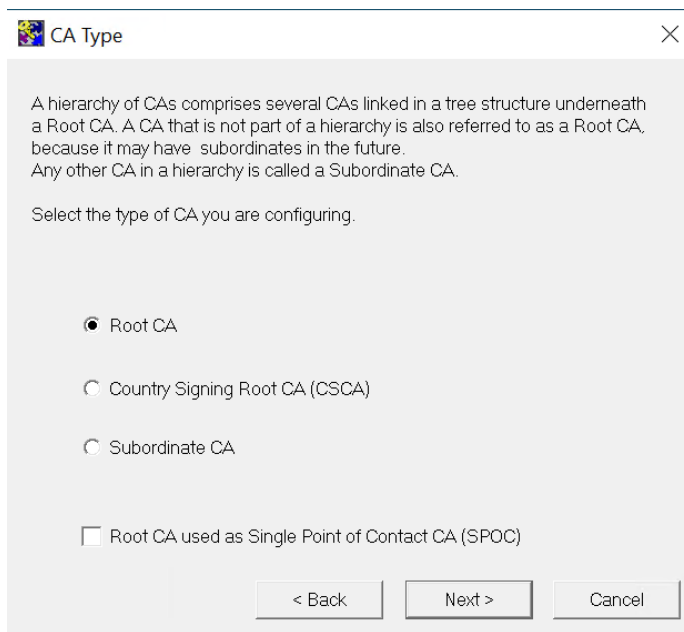 CA Type
A hierarchy of CAs comprises several CAs linked in a tree structure underneath
a Root CA. A CA that is not part of a hierarchy is also referred to as a Root CA,
because it may have  subordinates in the future.
Any other CA in a hierarchy is called a Subordinate CA.
Select the type of CA you are configuring.
Root CA
Country Signing Root CA (CSCA)
Subordinate CA
Root CA used as Single Point of Contact CA (SPOC)
< Back
Next >
Cancel